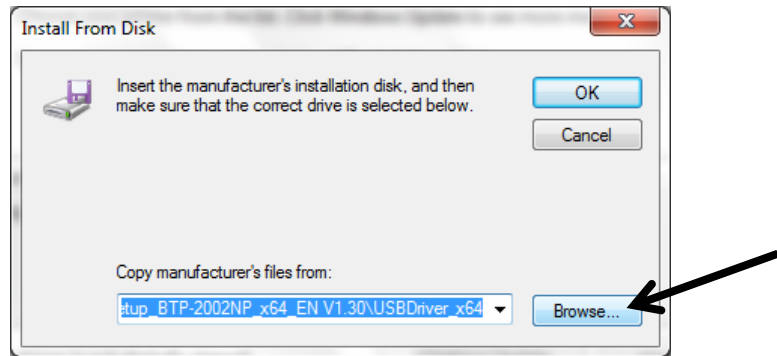 Install From Disk
Insert the manufacturer's installation disk, and then
make sure that the correct drive is selected below.
OK
Cancel
Copy manufacturer's files from:
etup_BTP-2002NP_x64_EN V1.30\USBDriver_x64
Browse...